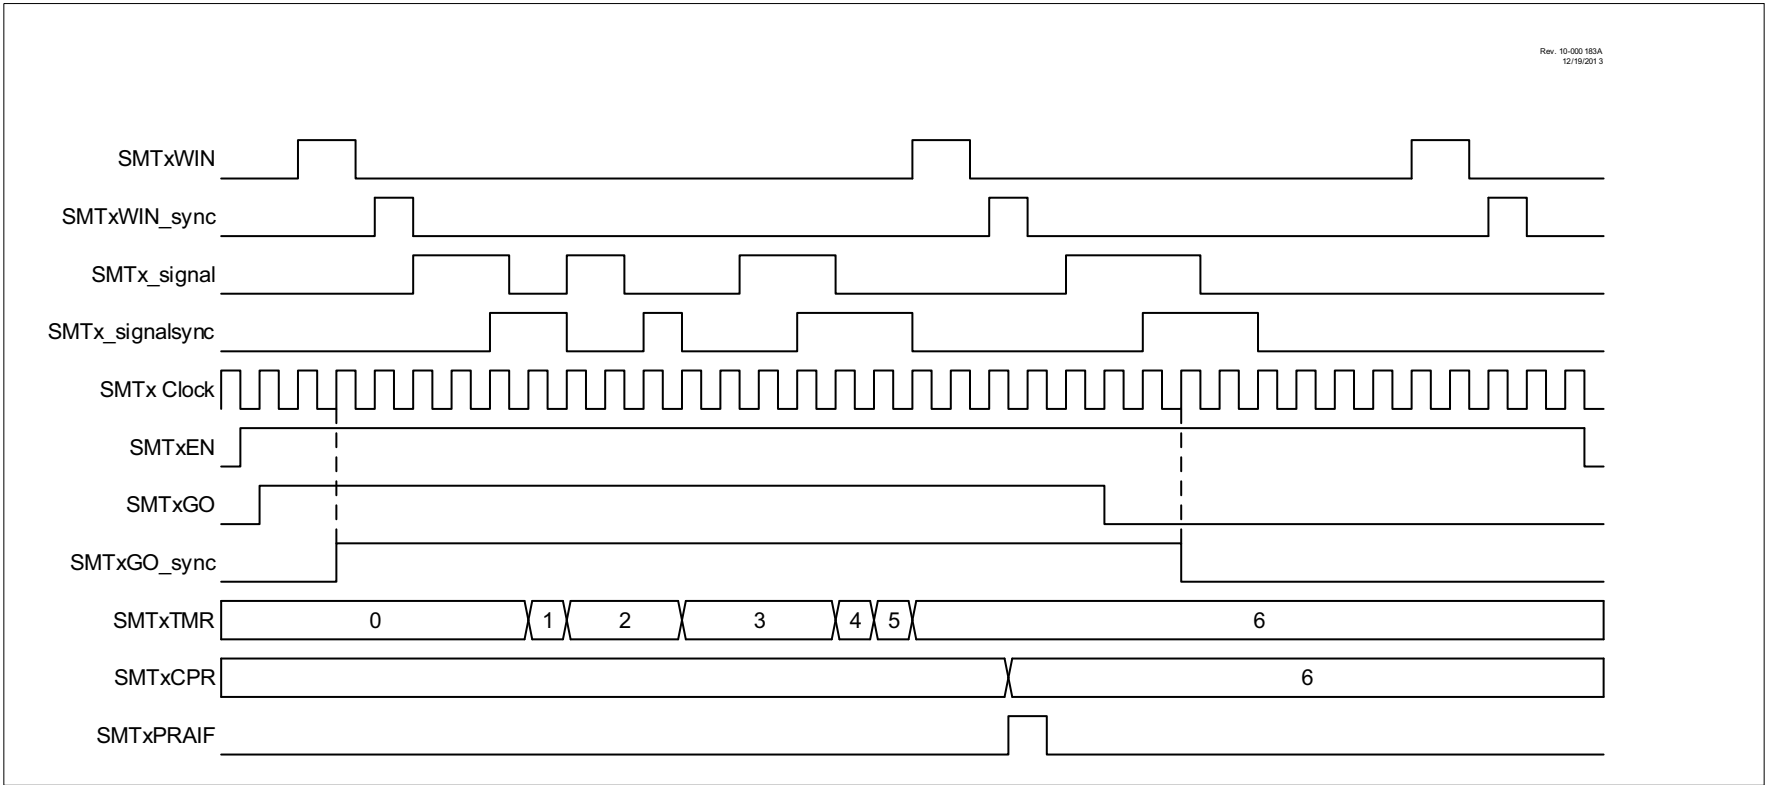 Rev. 10-000 183A
12/19/201 3
SMTxWIN
SMTxWIN_sync
SMTx_signal
SMTx_signalsync
SMTx Clock
SMTxEN
SMTxGO
SMTxGO_sync
SMTxTMR 0 1 2 3 4 5 6
SMTxCPR 6
SMTxPRAIF